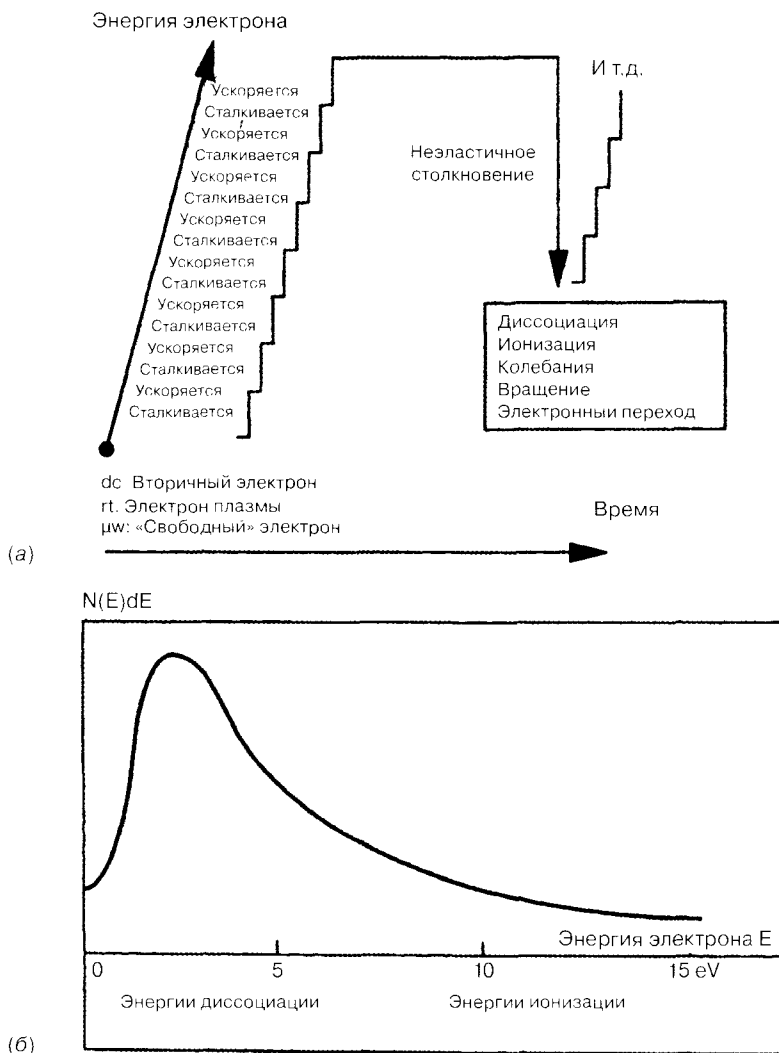 Энергия электрона
Ускоряется
Сталкивается
Ускоряется
Сталкивается
Ускоряется
Сталкивается
Ускоряется
Сталкивается
Ускоряется
Сталкивается
Ускоряется
Сталкивается
Ускоряется
Сталкивается
Ускоряется
Сталкивается
И т.д.
Неэластичное
столкновение
Диссоциация
Ионизация
Колебания
Вращение
Электронный переход
dc Вторичный электрон
rt. Электрон плазмы
μw: «Свободный» электрон
Время
(а)
N(E)dE
Энергия электрона E
0 5 10 15 eV
Энергии диссоциации Энергии ионизации
(б)